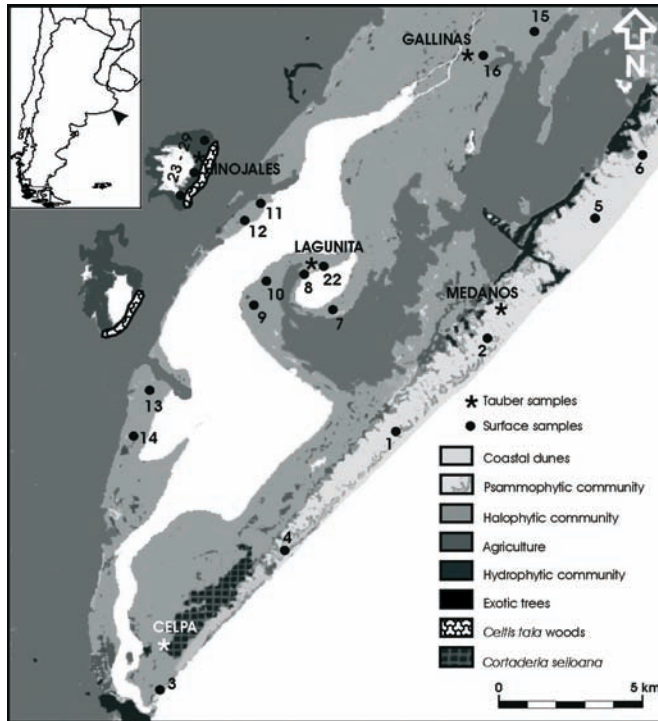 15
GALLINAS
16
N
23 - 29
HINOJALES
6
11
5
12
LAGUNITA
22
8
10
MEDANOS
9
7
2
Tauber samples
13
Surface samples
14
1
Coastal dunes
Psammophytic community
Halophytic community
4
Agriculture
Hydrophytic community
Exotic trees
CELPA
Celtis tala woods
Cortaderia selloana
3
0 5 km